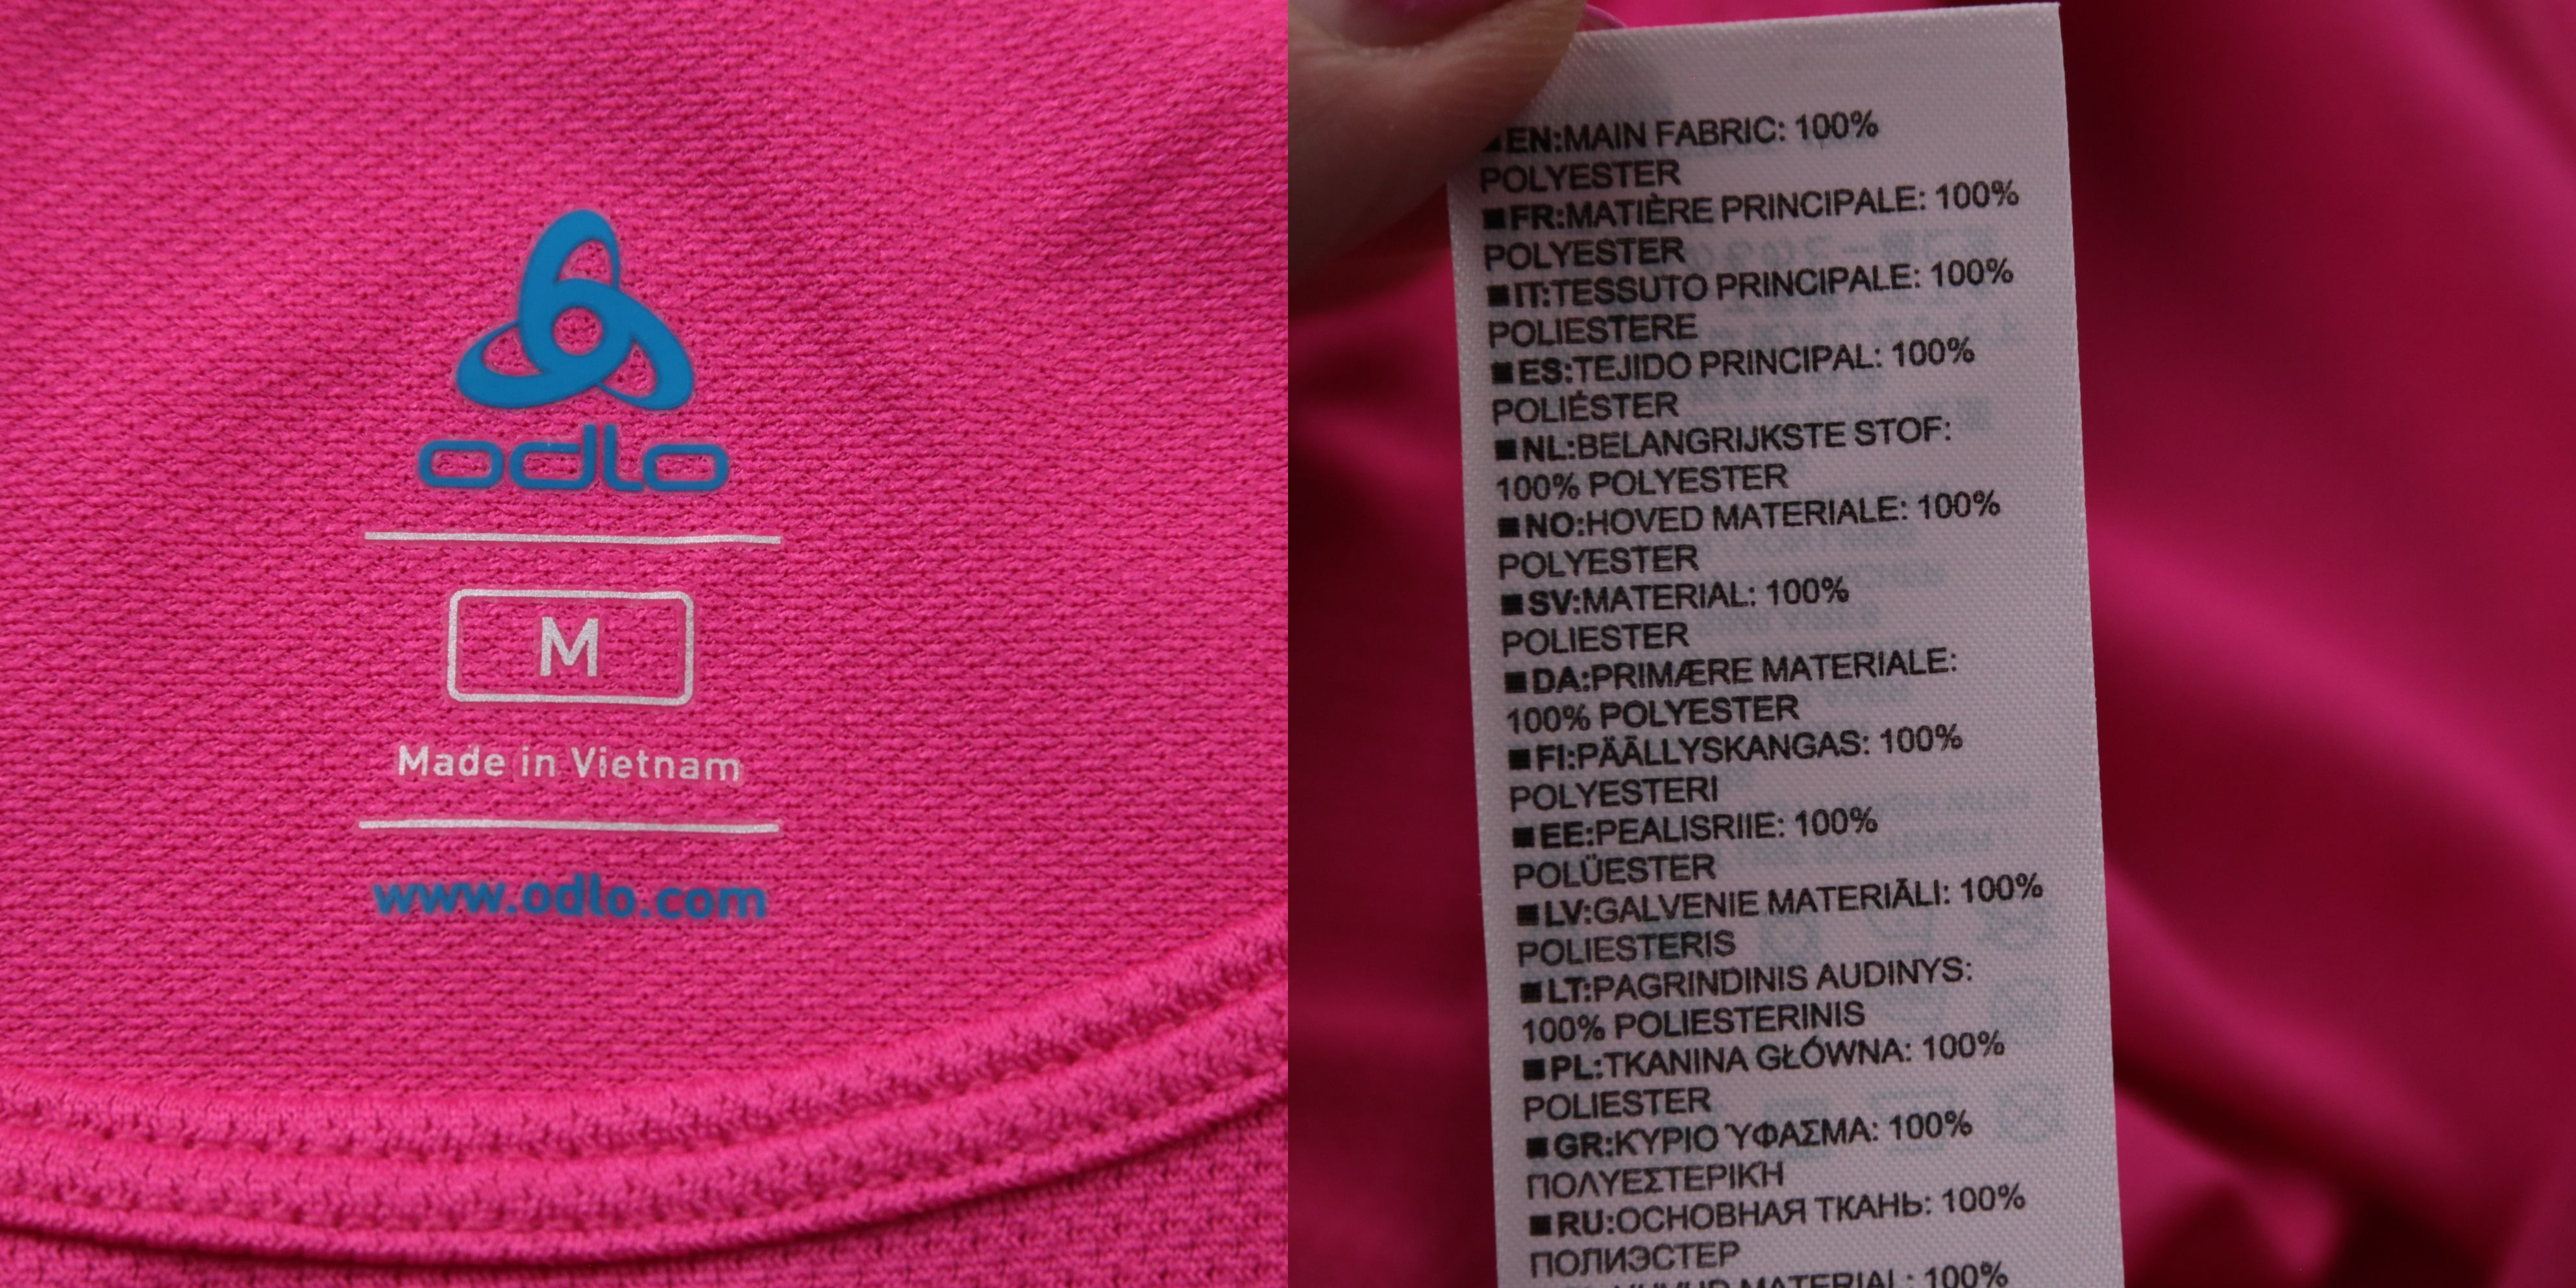 odlo
M
Made in Vietnam
www.odlo.com
■EN:MAIN FABRIC: 100%
POLYESTER
■FR:MATIÈRE PRINCIPALE: 100%
POLYESTER
■IT:TESSUTO PRINCIPALE: 100%
POLIESTERE
■ES:TEJIDO PRINCIPAL: 100%
POLIÉSTER
■NL:BELANGRIJKSTE STOF:
100% POLYESTER
■NO:HOVED MATERIALE: 100%
POLYESTER
■SV:MATERIAL: 100%
POLIESTER
■DA:PRIMÆRE MATERIALE:
100% POLYESTER
■FI:PÄÄLLYSKANGAS: 100%
POLYESTERI
■EE:PEALISRIIE: 100%
POLÜESTER
■LV:GALVENIE MATERIĀLI: 100%
POLIESTERIS
■LT:PAGRINDINIS AUDINYS:
100% POLIESTERINIS
■PL:TKANINA GŁÓWNA: 100%
POLIESTER
■GR:ΚΎΡΙΟ ΎΦΑΣΜΑ: 100%
ΠΟΛΥΕΣΤΕΡΙΚΉ
■RU:ОСНОВНАЯ ТКАНЬ: 100%
ПОЛИЭСТЕР
MATERIAL: 100%